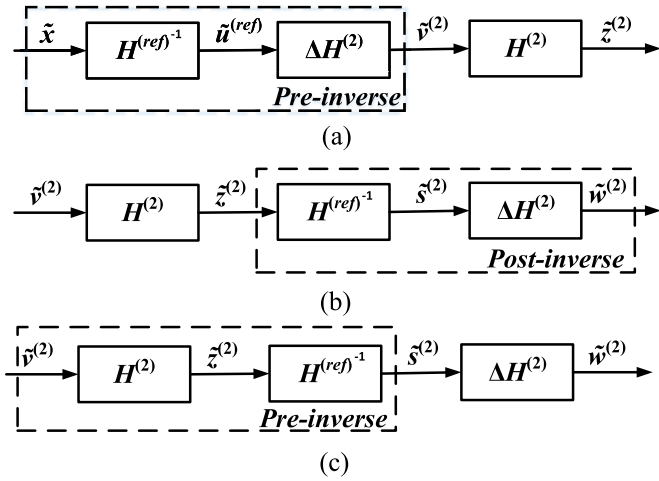 x̃ H^(ref)⁻¹ ũ^(ref) ΔH^(2) ṽ^(2) H^(2) z̃^(2)
Pre-inverse
(a)
ṽ^(2) H^(2) z̃^(2) H^(ref)⁻¹ s̃^(2) ΔH^(2) w̃^(2)
Post-inverse
(b)
ṽ^(2) H^(2) z̃^(2) H^(ref)⁻¹ s̃^(2) ΔH^(2) w̃^(2)
Pre-inverse
(c)